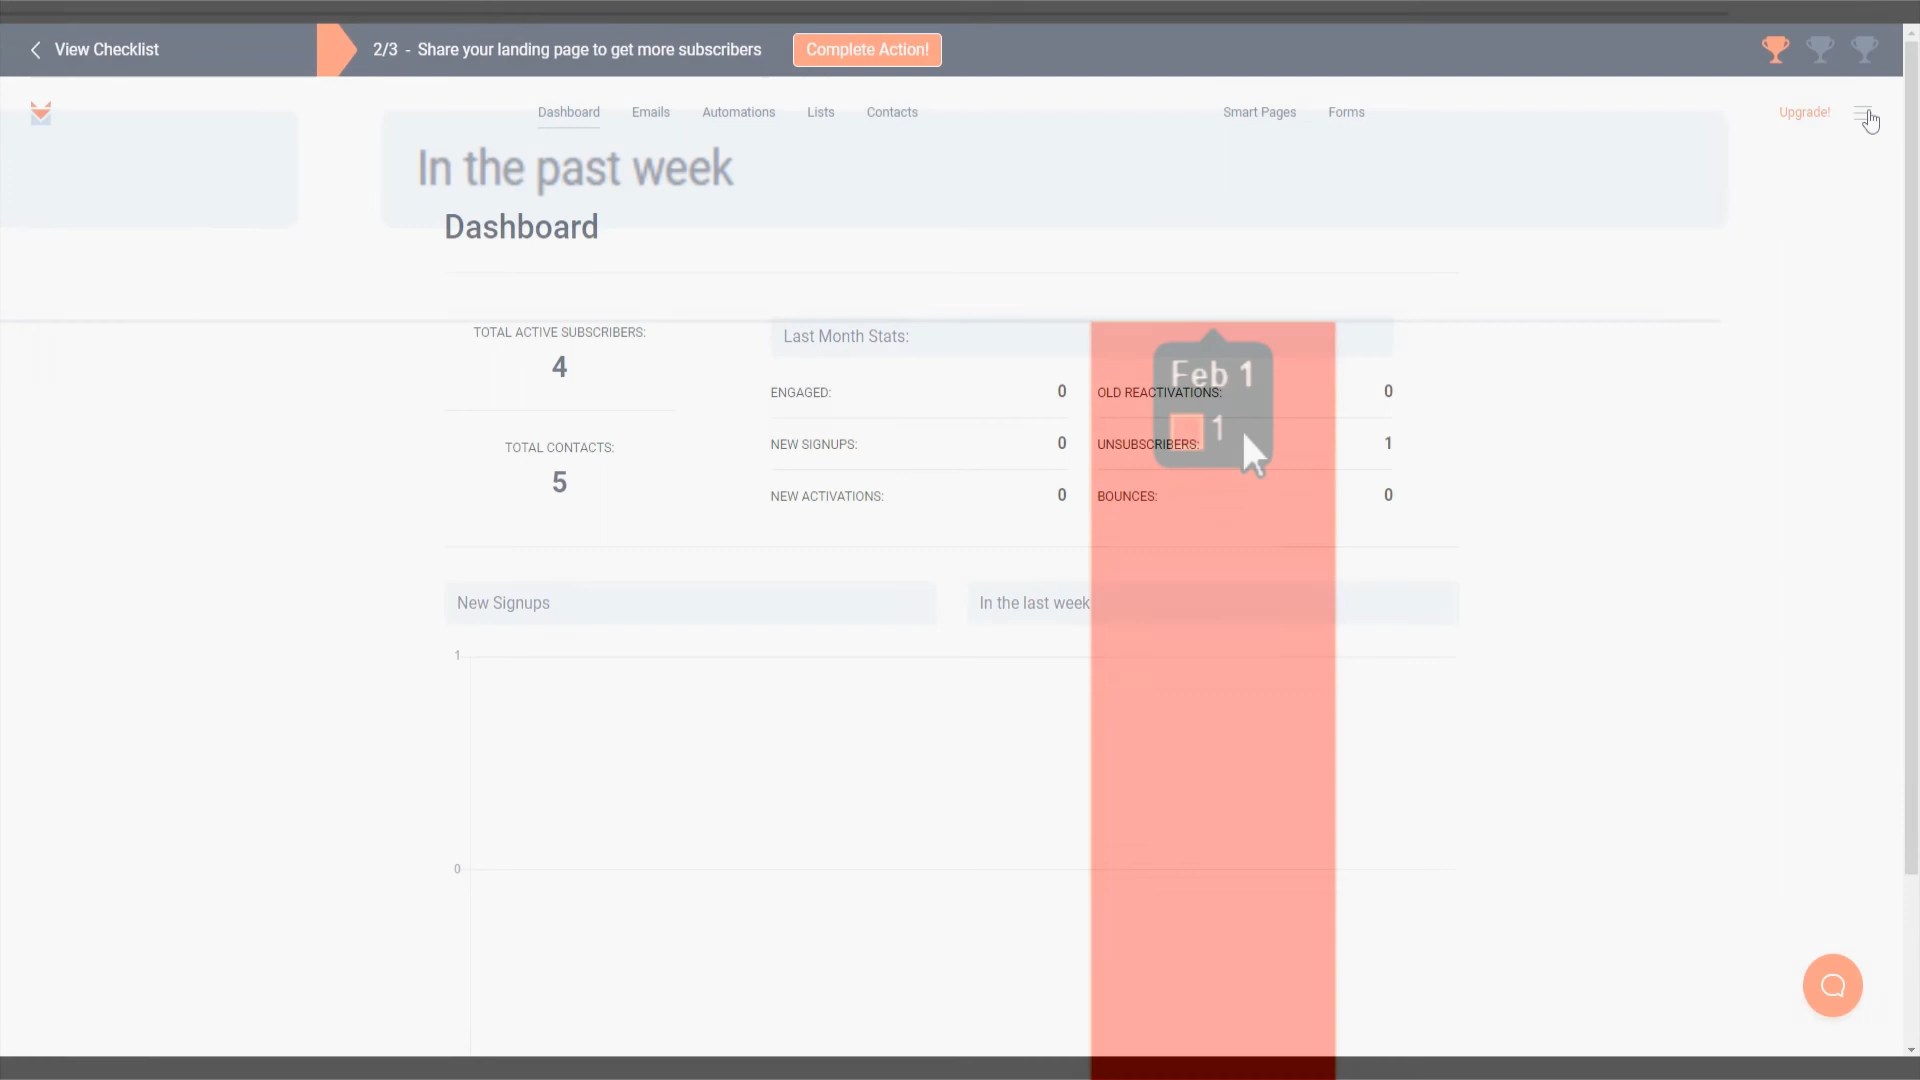 View Checklist
2/3 - Share your landing page to get more subscribers
Complete Action!
Dashboard
Emails
Automations
Lists
Contacts
Smart Pages
Forms
Upgrade!
In the past week
Dashboard
TOTAL ACTIVE SUBSCRIBERS:
4
TOTAL CONTACTS:
5
Last Month Stats:
ENGAGED: 0
NEW SIGNUPS: 0
NEW ACTIVATIONS: 0
OLD REACTIVATIONS: 0
UNSUBSCRIBERS: 1
BOUNCES: 0
Feb 1
1
New Signups
In the last week
1
0